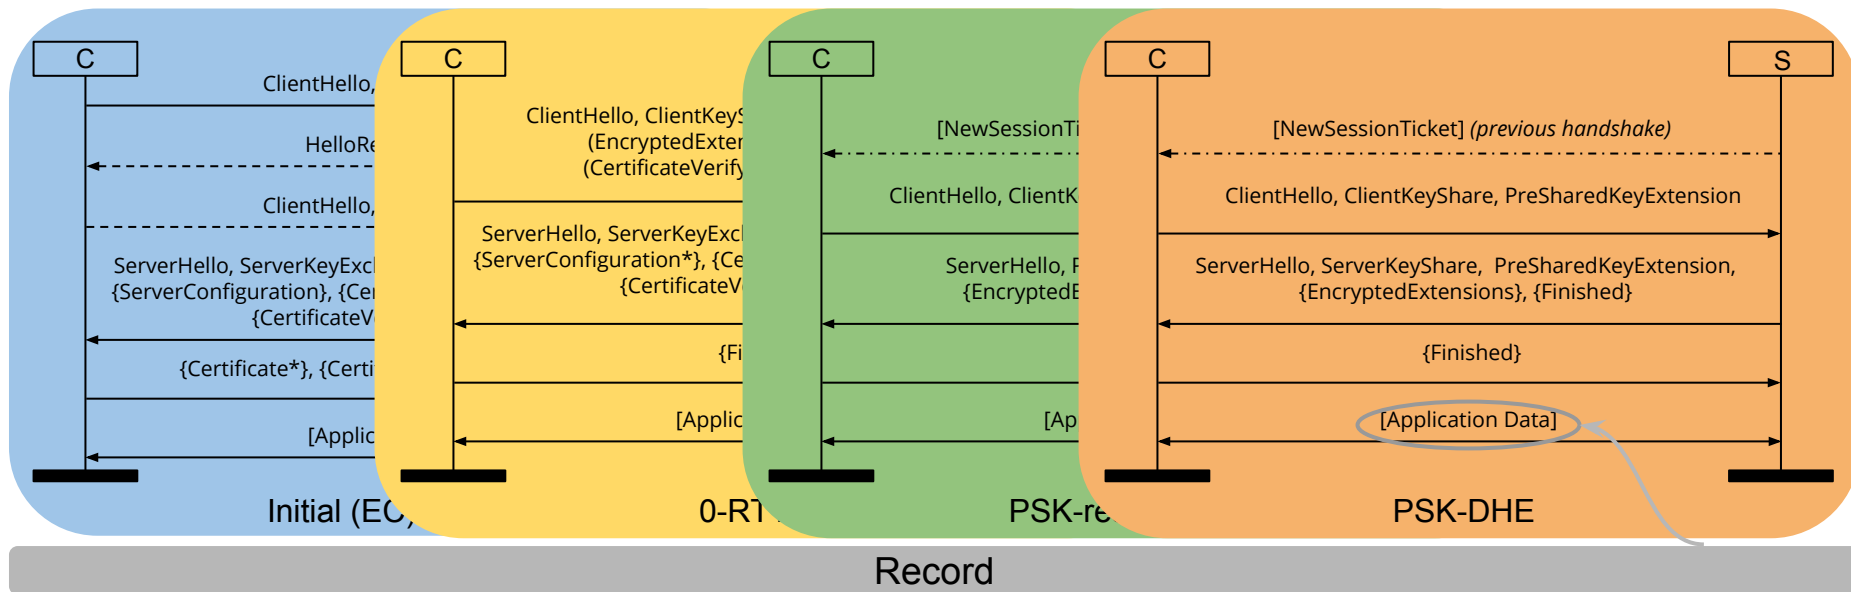 C
ClientHello,
HelloRe
ClientHello,
ServerHello, ServerKeyExc
{ServerConfiguration}, {Cer
{CertificateV
{Certificate*}, {Certi
[Applic
Initial (EC)
C
ClientHello, ClientKeyS
(EncryptedExten
(CertificateVerify
ServerHello, ServerKeyExc
{ServerConfiguration*}, {Ce
{CertificateV
{Fi
[Applic
0-RT
C
[NewSessionTi
ClientHello, ClientK
ServerHello, P
{EncryptedE
[Ap
PSK-re
C
S
[NewSessionTicket] (previous handshake)
ClientHello, ClientKeyShare, PreSharedKeyExtension
ServerHello, ServerKeyShare, PreSharedKeyExtension,
{EncryptedExtensions}, {Finished}
{Finished}
[Application Data]
PSK-DHE
Record